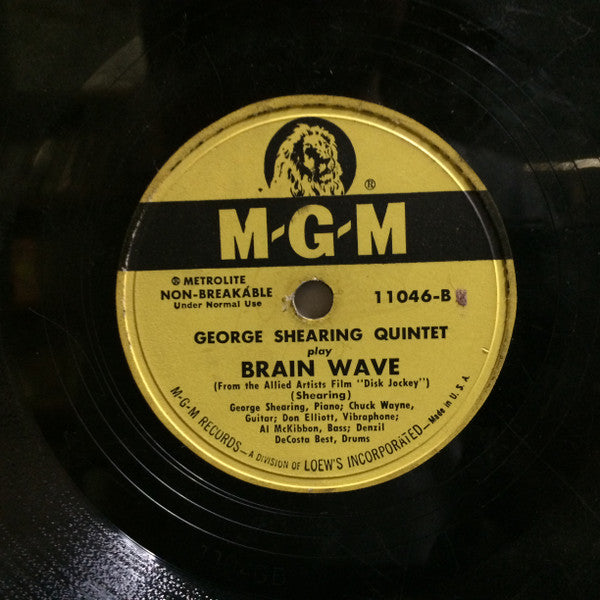 ®
M-G-M
® METROLITE
NON-BREAKABLE
Under Normal Use
11046-B
GEORGE SHEARING QUINTET
play
BRAIN WAVE
(From the Allied Artists Film "Disk Jockey")
(Shearing)
George Shearing, Piano; Chuck Wayne,
Guitar; Don Elliott, Vibraphone;
Al McKibbon, Bass; Denzil
DeCosta Best, Drums
M-G-M RECORDS—A DIVISION OF LOEW'S INCORPORATED—Made in U. S. A.